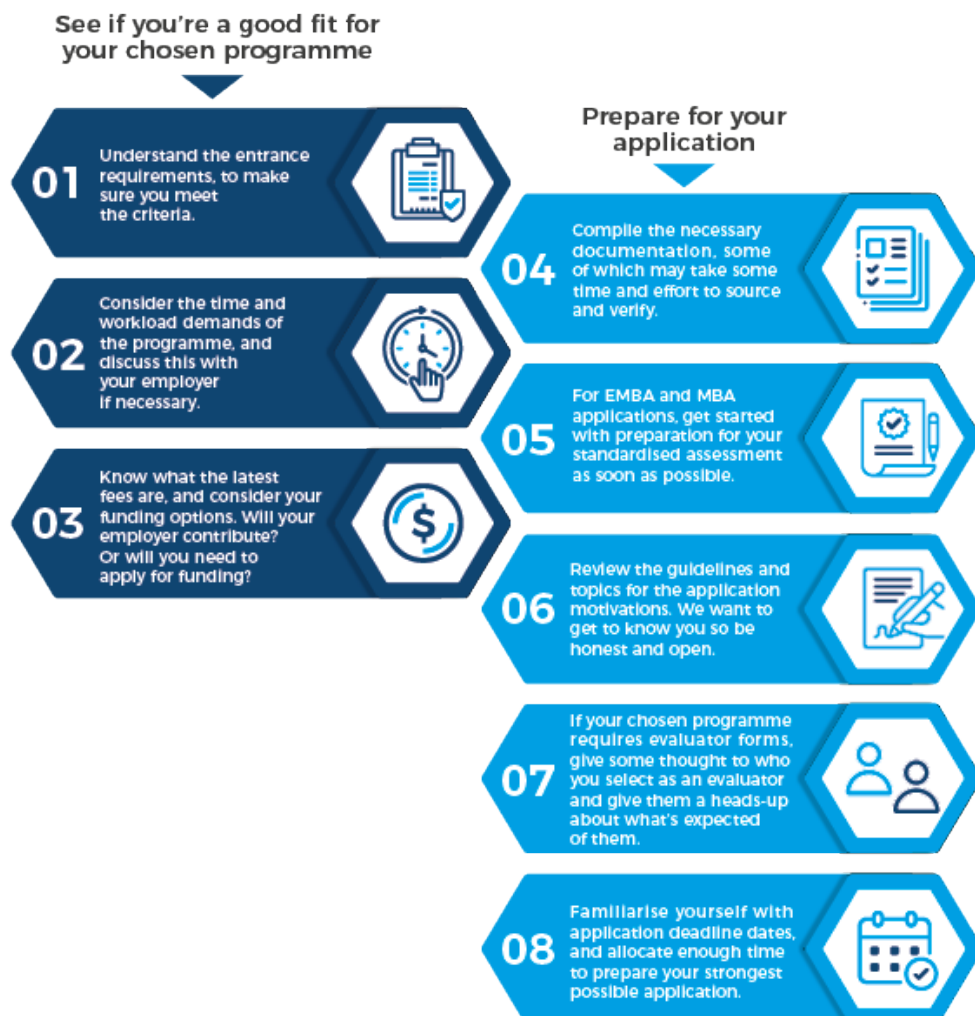 See if you're a good fit for
your chosen programme
01
Understand the entrance
requirements, to make
sure you meet
the criteria.
02
Consider the time and
workload demands of
the programme, and
discuss this with
your employer
if necessary.
03
Know what the latest
fees are, and consider your
funding options. Will your
employer contribute?
Or will you need to
apply for funding?
$
Prepare for your
application
04
Compile the necessary
documentation, some
of which may take some
time and effort to source
and verify.
05
For EMBA and MBA
applications, get started
with preparation for your
standardised assessment
as soon as possible.
06
Review the guidelines and
topics for the application
motivations. We want to
get to know you so be
honest and open.
07
If your chosen programme
requires evaluator forms,
give some thought to who
you select as an evaluator
and give them a heads-up
about what's expected
of them.
08
Familiarise yourself with
application deadline dates,
and allocate enough time
to prepare your strongest
possible application.